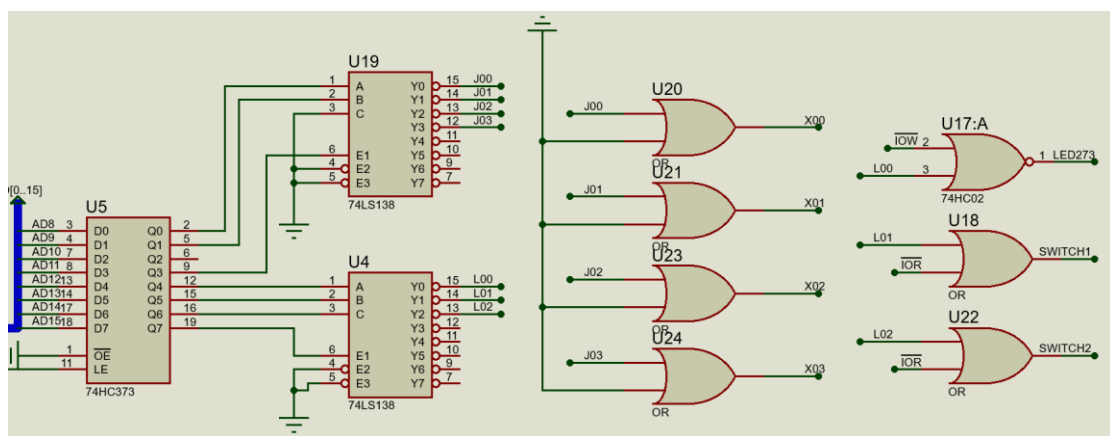 U19
1 A Y0 15 J00
2 B Y1 14 J01
3 C Y2 13 J02
Y3 12 J03
Y4 11
6 E1 Y5 10
4 E2 Y6 9
5 E3 Y7 7
74LS138
[0..15]
U5
AD8 3 D0 Q0 2
AD9 4 D1 Q1 5
AD10 7 D2 Q2 6
AD11 8 D3 Q3 9
AD12 13 D4 Q4 12
AD13 14 D5 Q5 15
AD14 17 D6 Q6 16
AD15 18 D7 Q7 19
1 OE
11 LE
74HC373
U4
1 A Y0 15 L00
2 B Y1 14 L01
3 C Y2 13 L02
Y3 12
Y4 11
6 E1 Y5 10
4 E2 Y6 9
5 E3 Y7 7
74LS138
U20
J00
X00
OR
U21
J01
X01
OR
U23
J02
X02
OR
U24
J03
X03
OR
U17:A
IOW 2
1 LED273
L00 3
74HC02
U18
L01
SWITCH1
IOR
OR
U22
L02
SWITCH2
IOR
OR